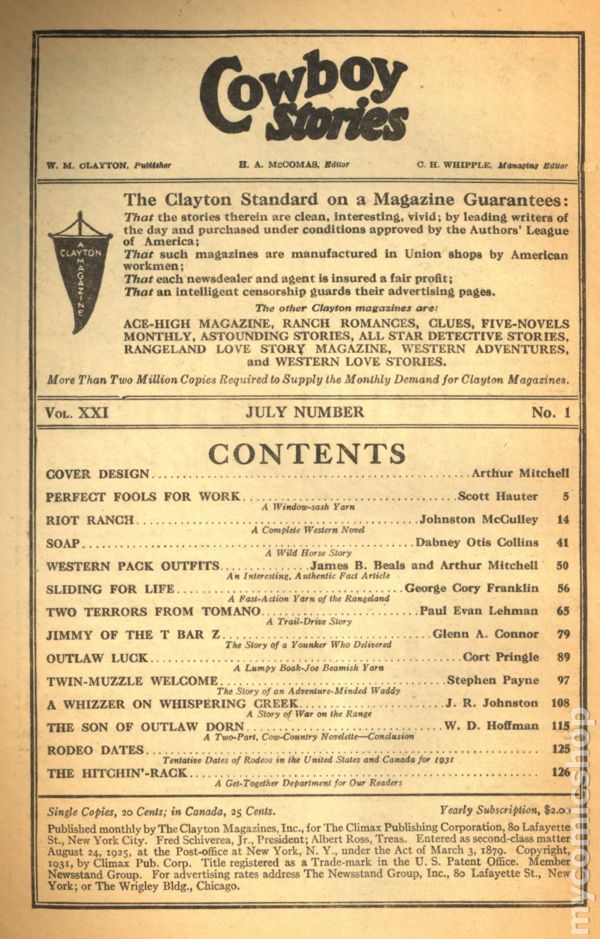 Cowboy
Stories
W. M. CLAYTON, Publisher H. A. McCOMAS, Editor C. H. WHIPPLE, Managing Editor
A
CLAYTON
MAGAZINE
The Clayton Standard on a Magazine Guarantees:
That the stories therein are clean, interesting, vivid; by leading writers of
the day and purchased under conditions approved by the Authors' League
of America;
That such magazines are manufactured in Union shops by American
workmen;
That each newsdealer and agent is insured a fair profit;
That an intelligent censorship guards their advertising pages.
The other Clayton magazines are:
ACE-HIGH MAGAZINE, RANCH ROMANCES, CLUES, FIVE-NOVELS
MONTHLY, ASTOUNDING STORIES, ALL STAR DETECTIVE STORIES,
RANGELAND LOVE STORY MAGAZINE, WESTERN ADVENTURES,
and WESTERN LOVE STORIES.
More Than Two Million Copies Required to Supply the Monthly Demand for Clayton Magazines.
VOL. XXI JULY NUMBER No. 1
CONTENTS
COVER DESIGN Arthur Mitchell
PERFECT FOOLS FOR WORK Scott Hauter 5
A Window-sash Yarn
RIOT RANCH Johnston McCulley 14
A Complete Western Novel
SOAP Dabney Otis Collins 41
A Wild Horse Story
WESTERN PACK OUTFITS James B. Beals and Arthur Mitchell 50
An Interesting, Authentic Fact Article
SLIDING FOR LIFE George Cory Franklin 56
A Fast-Action Yarn of the Rangeland
TWO TERRORS FROM TOMANO Paul Evan Lehman 65
A Trail-Drive Story
JIMMY OF THE T BAR Z Glenn A. Connor 79
The Story of a Younker Who Delivered
OUTLAW LUCK Cort Pringle 89
A Lumpy Boak-Joe Beamish Yarn
TWIN-MUZZLE WELCOME Stephen Payne 97
The Story of an Adventure-Minded Waddy
A WHIZZER ON WHISPERING CREEK J. R. Johnston 108
A Story of War on the Range
THE SON OF OUTLAW DORN W. D. Hoffman 115
A Two-Part, Cow-Country Novelette—Conclusion
RODEO DATES 125
Tentative Dates of Rodeos in the United States and Canada for 1931
THE HITCHIN'-RACK 126
A Get-Together Department for Our Readers
Single Copies, 20 Cents; in Canada, 25 Cents. Yearly Subscription, $2.00
Published monthly by The Clayton Magazines, Inc., for The Climax Publishing Corporation, 80 Lafayette
St., New York City. Fred Schiverea, Jr., President; Albert Ross, Treas. Entered as second-class matter
August 24, 1925, at the Post-office at New York, N. Y., under the Act of March 3, 1879. Copyright,
1931, by Climax Pub. Corp. Title registered as a Trade-mark in the U. S. Patent Office. Member
Newsstand Group. For advertising rates address The Newsstand Group, Inc., 80 Lafayette St., New
York; or The Wrigley Bldg., Chicago.
mycomicshop